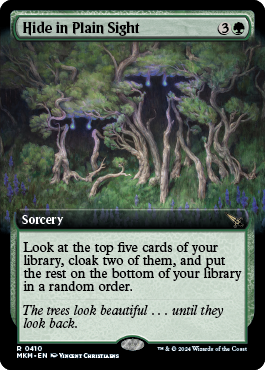 Hide in Plain Sight 3
Sorcery
Look at the top five cards of your
library, cloak two of them, and put
the rest on the bottom of your library
in a random order.
The trees look beautiful . . . until they
look back.
R 0410
MKM • EN Vincent Christiaens
™ & © 2024 Wizards of the Coast